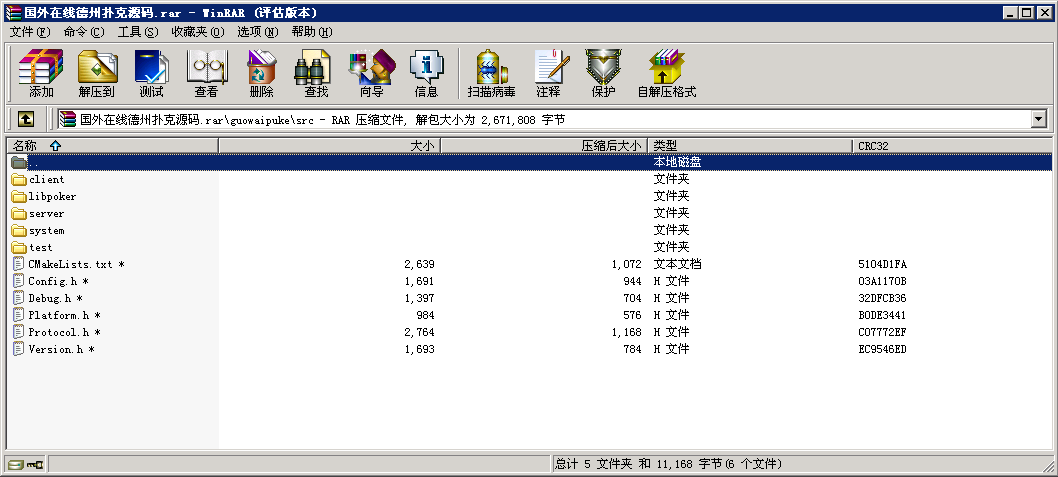 国外在线德州扑克源码.rar - WinRAR (评估版本)
文件(F) 命令(C) 工具(S) 收藏夹(O) 选项(N) 帮助(H)
添加 解压到 测试 查看 删除 查找 向导 信息 扫描病毒 注释 保护 自解压格式
国外在线德州扑克源码.rar\guowaipuke\src - RAR 压缩文件, 解包大小为 2,671,808 字节
名称 大小 压缩后大小 类型 CRC32
.. 本地磁盘
client 文件夹
libpoker 文件夹
server 文件夹
system 文件夹
test 文件夹
CMakeLists.txt * 2,639 1,072 文本文档 5104D1FA
Config.h * 1,691 944 H 文件 03A1170B
Debug.h * 1,397 704 H 文件 32DFCB36
Platform.h * 984 576 H 文件 B0DE3441
Protocol.h * 2,764 1,168 H 文件 C07772EF
Version.h * 1,693 784 H 文件 EC9546ED
总计 5 文件夹 和 11,168 字节(6 个文件)